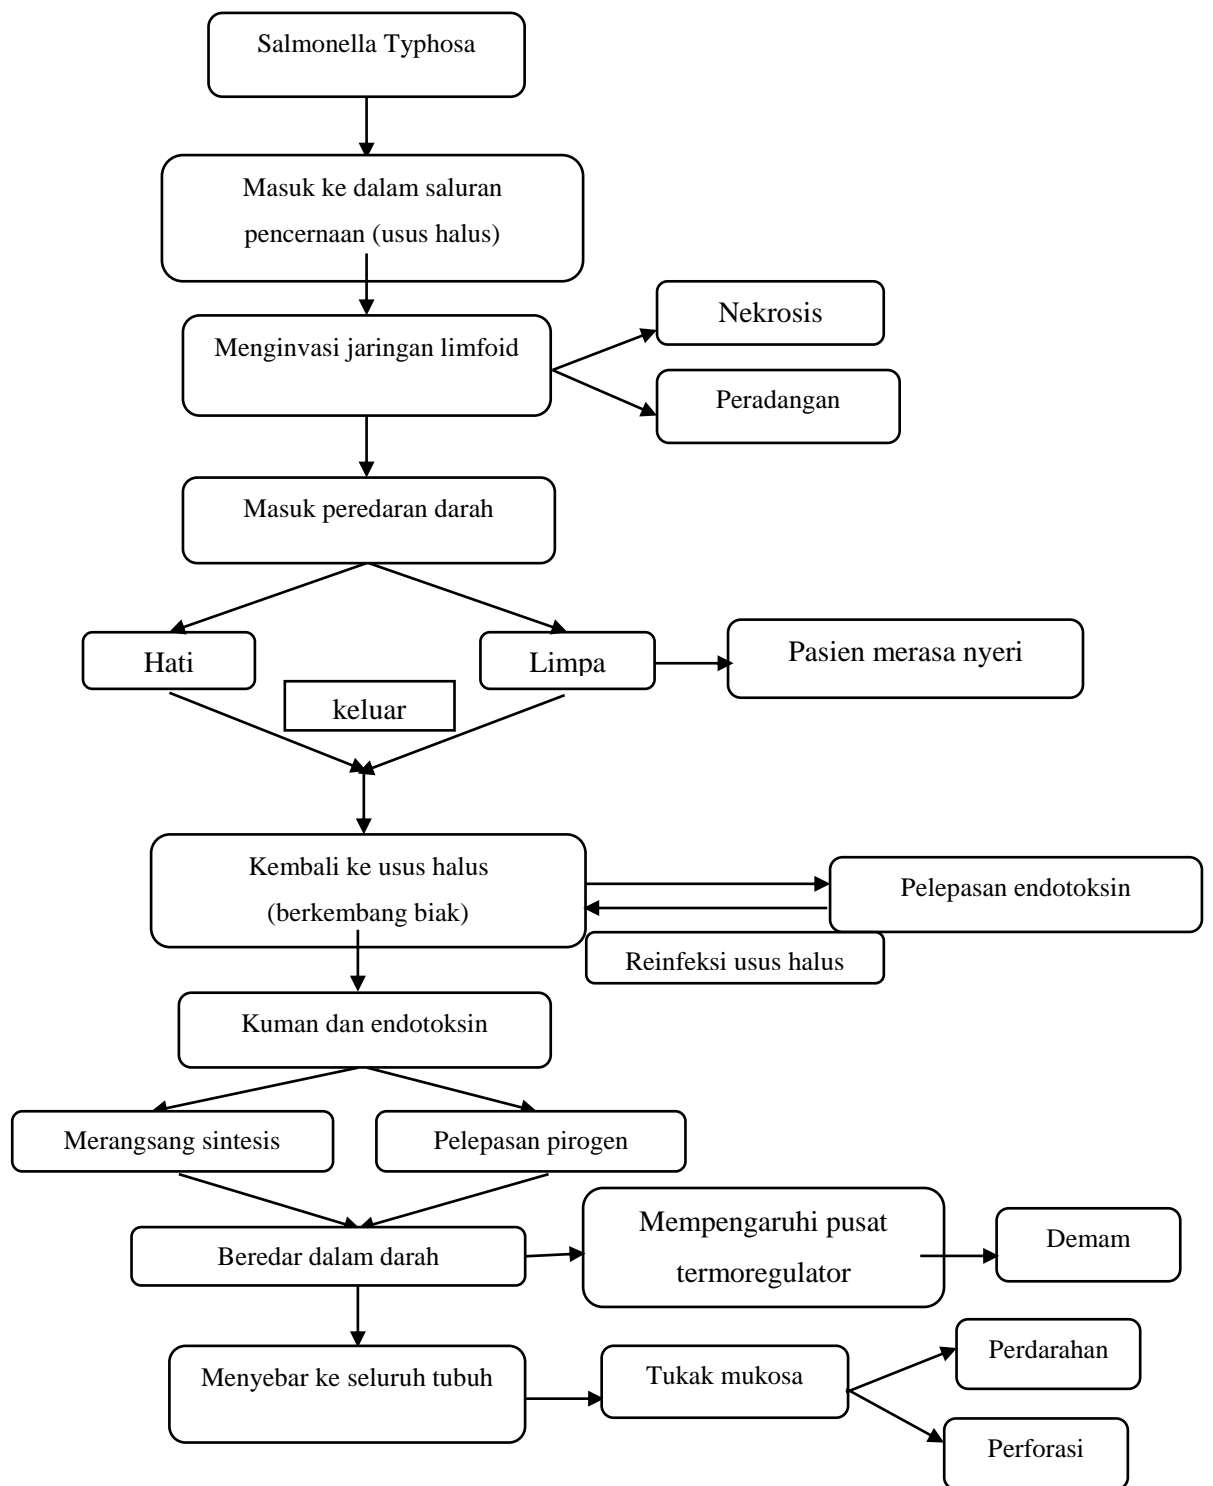 Salmonella Typhosa
Masuk ke dalam saluran
pencernaan (usus halus)
Nekrosis
Menginvasi jaringan limfoid
Peradangan
Masuk peredaran darah
Hati
Limpa
Pasien merasa nyeri
keluar
Kembali ke usus halus
(berkembang biak)
Pelepasan endotoksin
Reinfeksi usus halus
Kuman dan endotoksin
Merangsang sintesis
Pelepasan pirogen
Beredar dalam darah
Mempengaruhi pusat
termoregulator
Demam
Menyebar ke seluruh tubuh
Tukak mukosa
Perdarahan
Perforasi